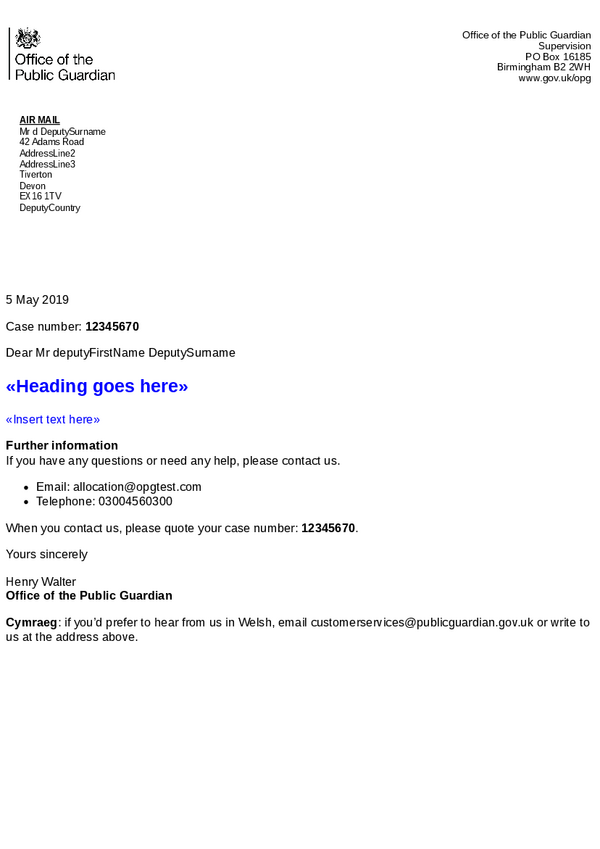 Office of the
Public Guardian
Office of the Public Guardian
Supervision
PO Box 16185
Birmingham B2 2WH
www.gov.uk/opg
AIR MAIL
Mr d DeputySurname
42 Adams Road
AddressLine2
AddressLine3
Tiverton
Devon
EX16 1TV
DeputyCountry
5 May 2019
Case number: 12345670
Dear Mr deputyFirstName DeputySurname
«Heading goes here»
«Insert text here»
Further information
If you have any questions or need any help, please contact us.
• Email: allocation@opgtest.com
• Telephone: 03004560300
When you contact us, please quote your case number: 12345670.
Yours sincerely
Henry Walter
Office of the Public Guardian
Cymraeg: if you’d prefer to hear from us in Welsh, email customerservices@publicguardian.gov.uk or write to
us at the address above.